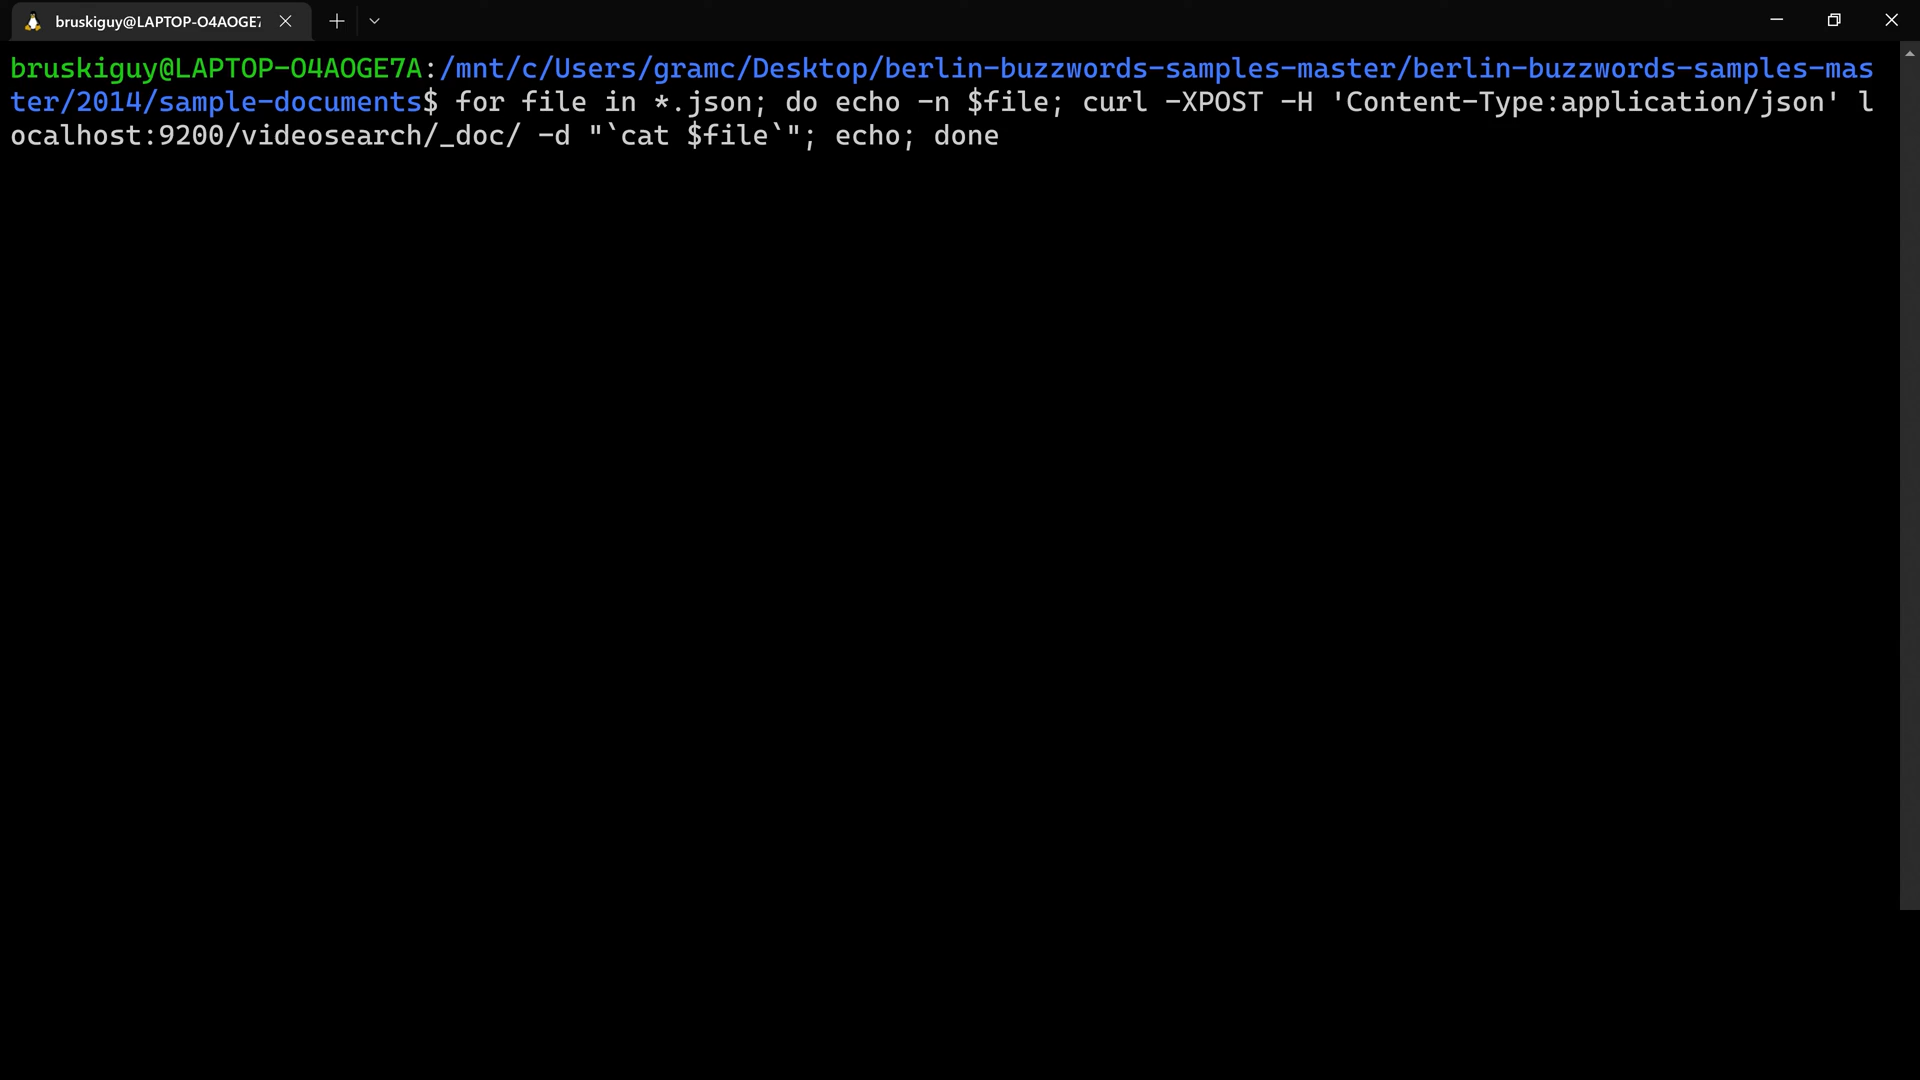 bruskiguy@LAPTOP-O4AOGE7
bruskiguy@LAPTOP-O4AOGE7A:/mnt/c/Users/gramc/Desktop/berlin-buzzwords-samples-master/berlin-buzzwords-samples-mas
ter/2014/sample-documents$ for file in *.json; do echo -n $file; curl -XPOST -H 'Content-Type:application/json' l
ocalhost:9200/videosearch/_doc/ -d "`cat $file`"; echo; done